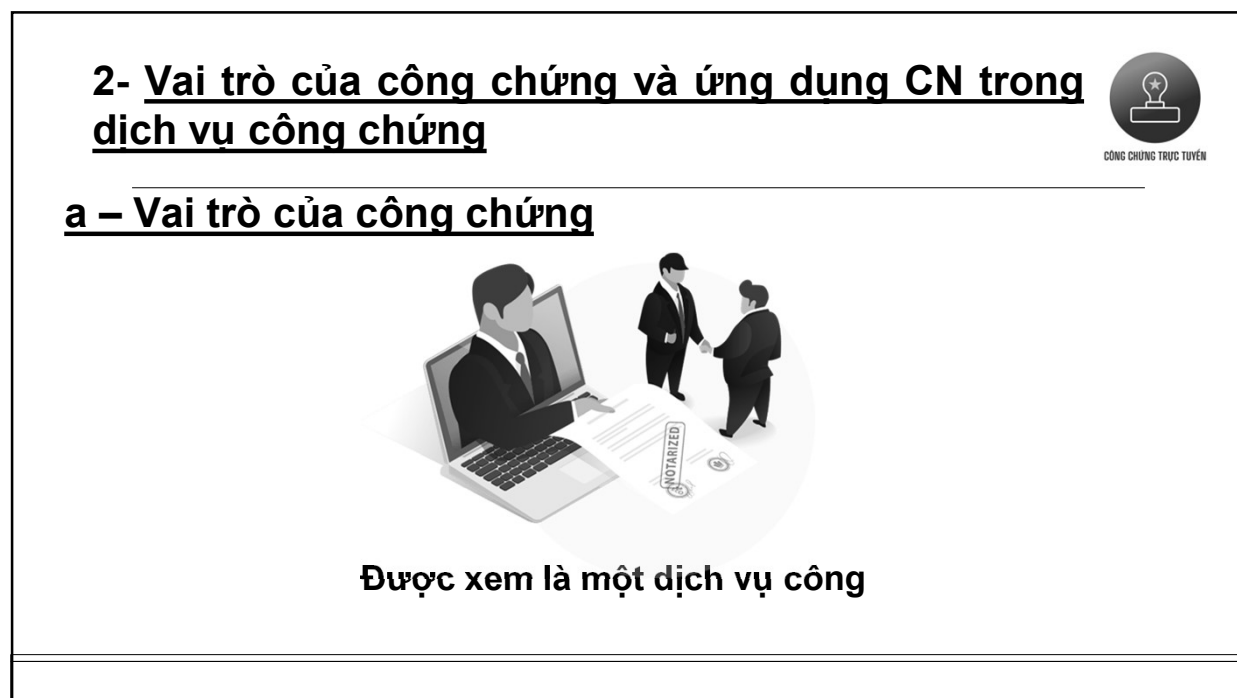 2- Vai trò của công chứng và ứng dụng CN trong
dịch vụ công chứng
CÔNG CHỨNG TRỰC TUYẾN
a – Vai trò của công chứng
NOTARIZED
Được xem là một dịch vụ công